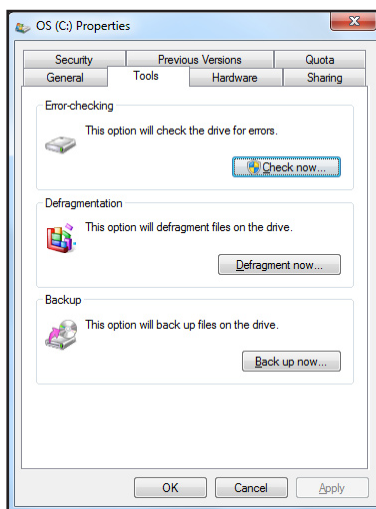 OS (C:) Properties
Security Previous Versions Quota
General Tools Hardware Sharing
Error-checking
This option will check the drive for errors.
Check now...
Defragmentation
This option will defragment files on the drive.
Defragment now...
Backup
This option will back up files on the drive.
Back up now...
OK Cancel Apply